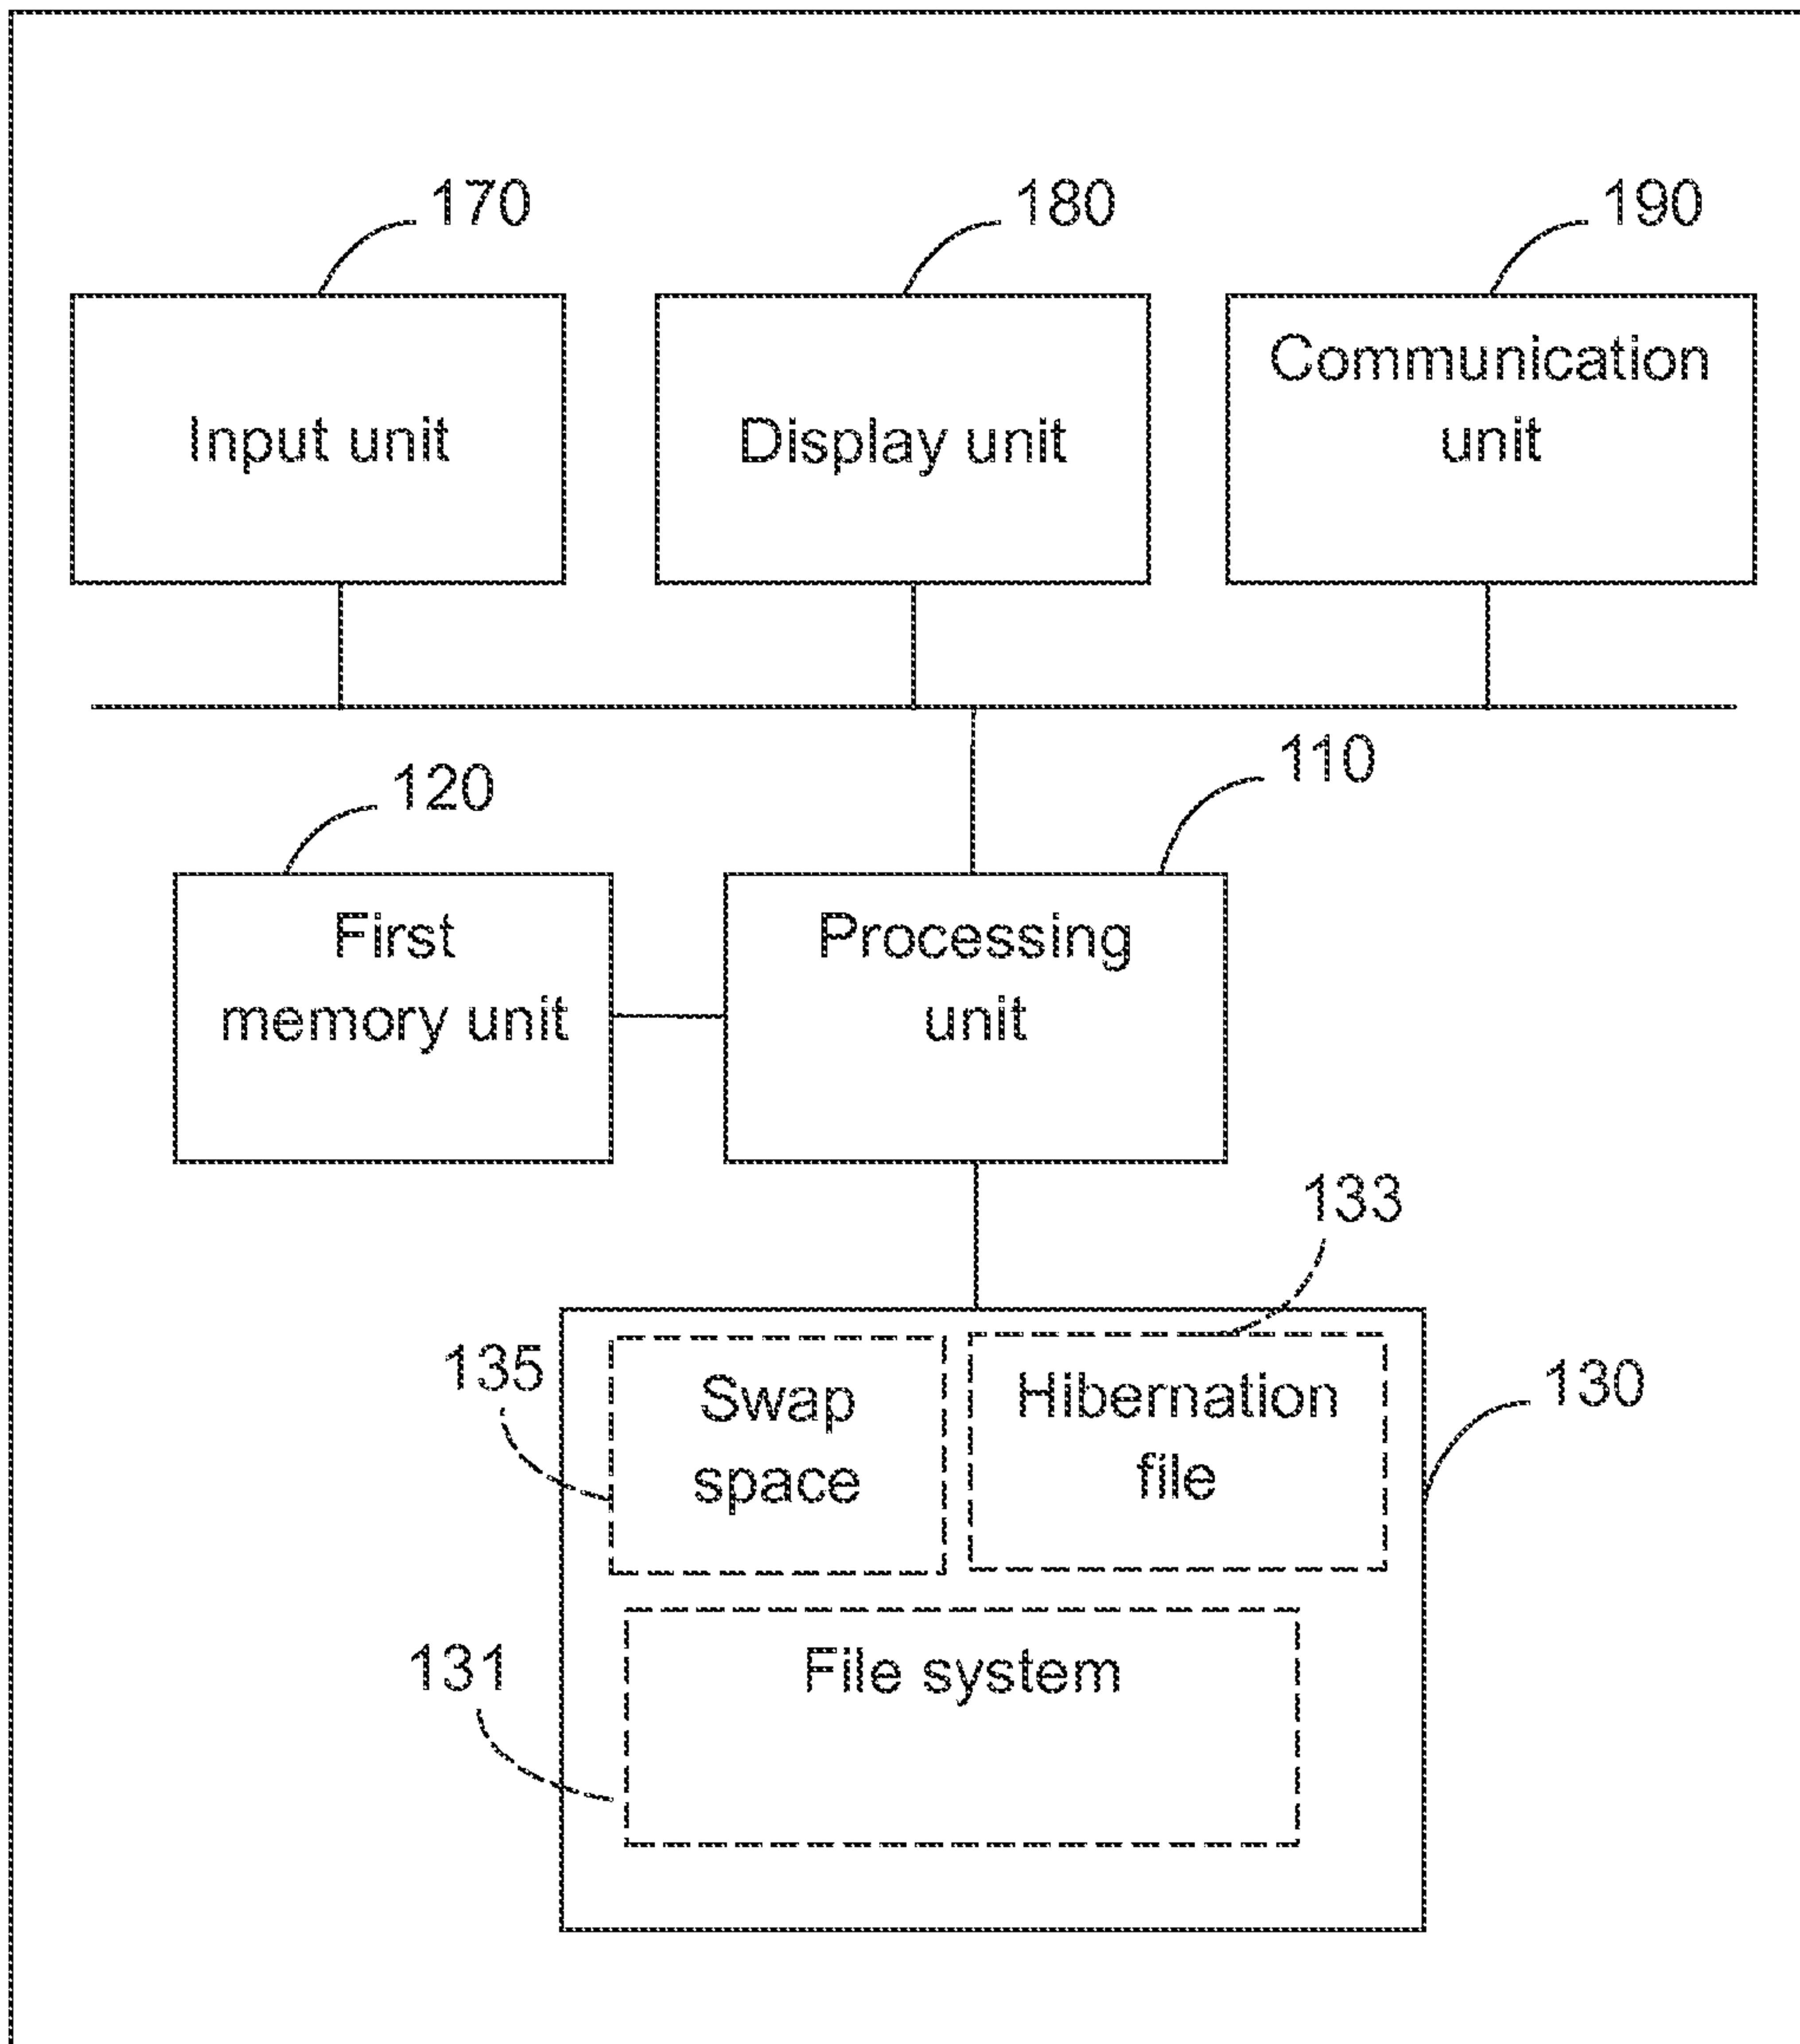 170
180
190
Input unit
Display unit
Communication
unit
120
110
First
memory unit
Processing
unit
133
135
Swap
space
Hibernation
file
130
131
File system